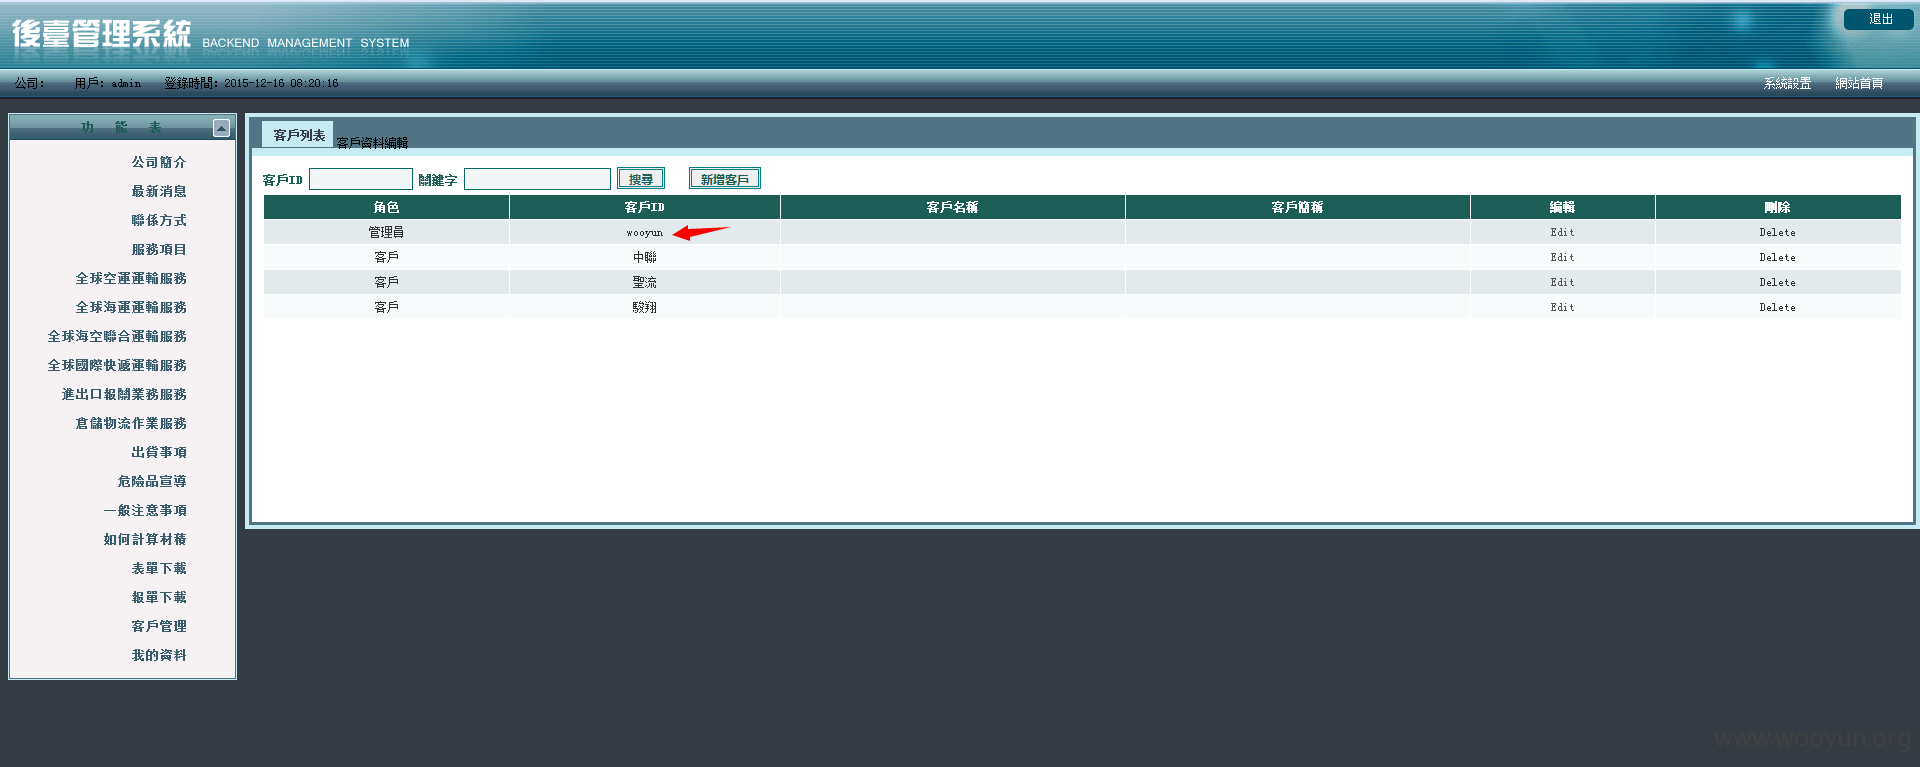 後臺管理系統 BACKEND MANAGEMENT SYSTEM
退出
公司: 用戶: admin 登錄時間: 2015-12-16 08:20:16
系統設置 網站首頁
功 能 表
公司簡介
最新消息
聯係方式
服務項目
全球空運運輸服務
全球海運運輸服務
全球海空聯合運輸服務
全球國際快遞運輸服務
進出口報關業務服務
倉儲物流作業服務
出貨事項
危險品宣導
一般注意事項
如何計算材積
表單下載
報單下載
客戶管理
我的資料
客戶列表 客戶資料編輯
客戶ID 關鍵字 搜尋 新增客戶
角色 客戶ID 客戶名稱 客戶簡稱 編輯 刪除
管理員 wooyun Edit Delete
客戶 中聯 Edit Delete
客戶 聖流 Edit Delete
客戶 駿翔 Edit Delete
www.wooyun.org